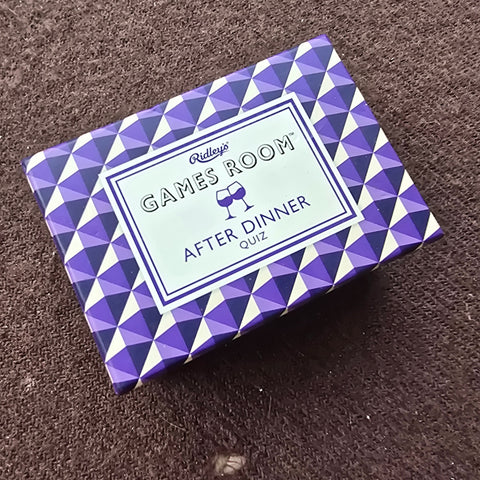 Ridley's
GAMES ROOM™
AFTER DINNER
QUIZ